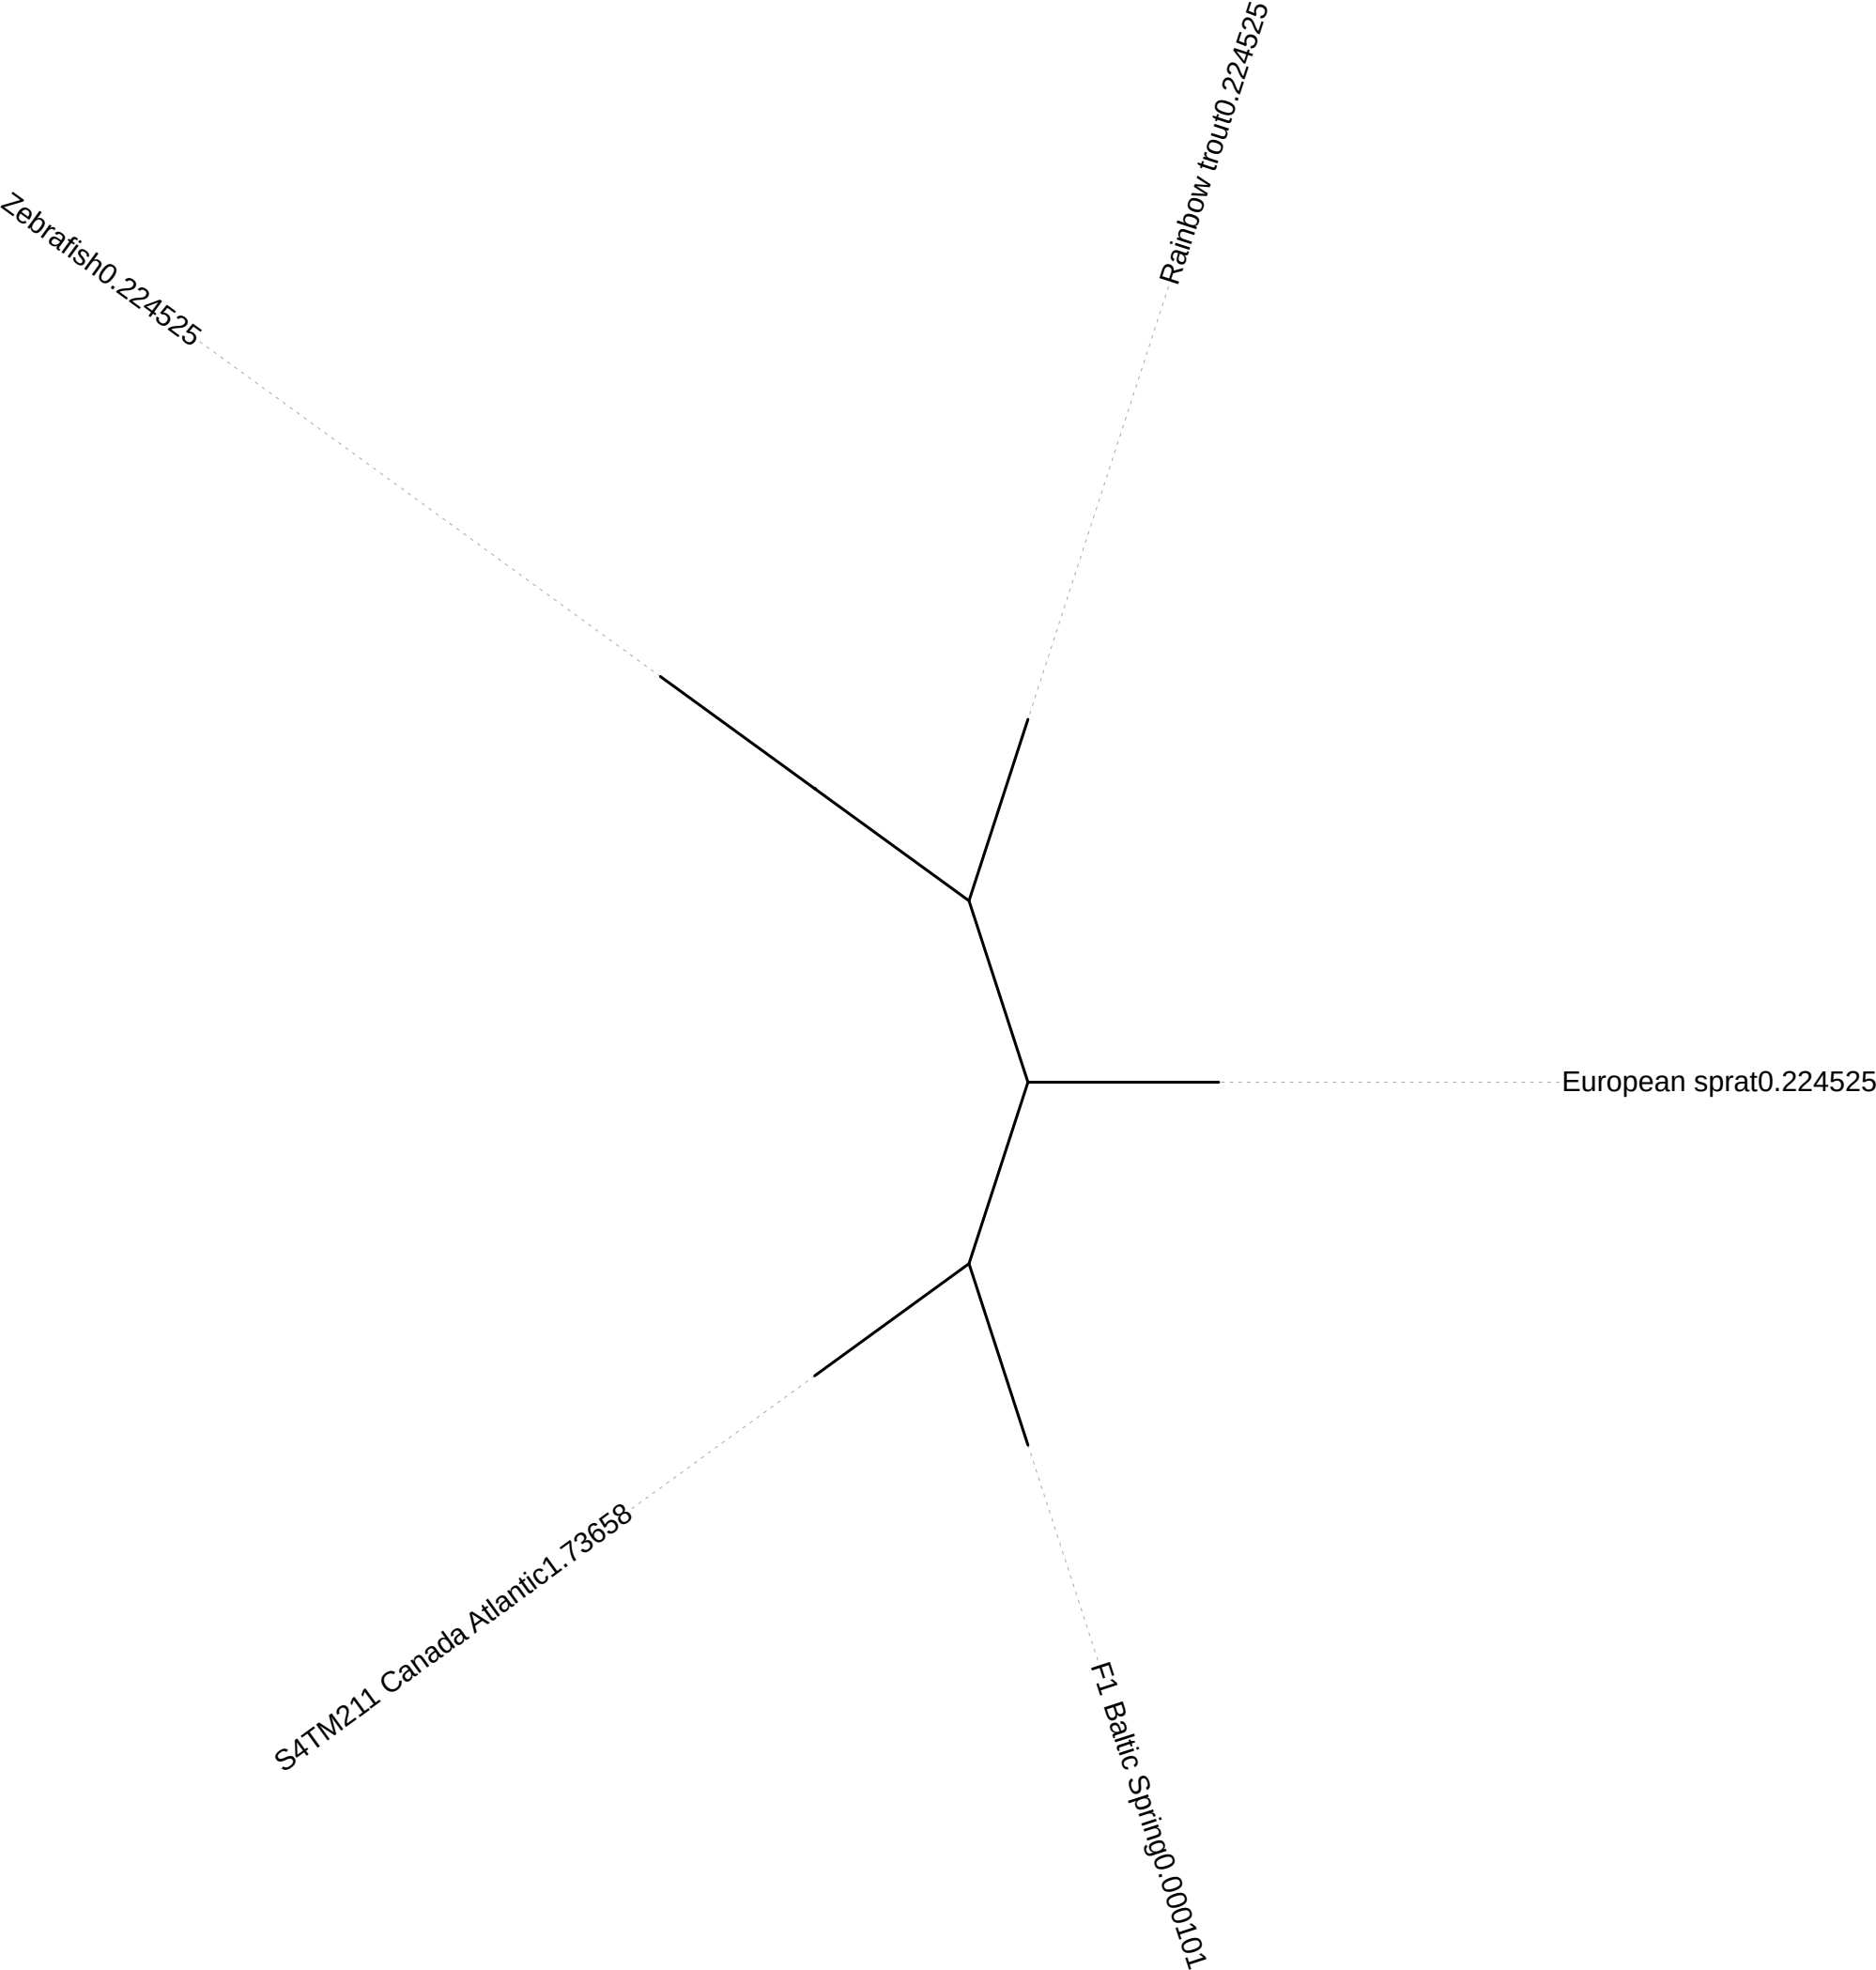 Rainbow trout0.224525
Zebrafish0.224525
European sprat0.224525
S4TM211 Canada Atlantic1.73658
F1 Baltic Spring0.000101